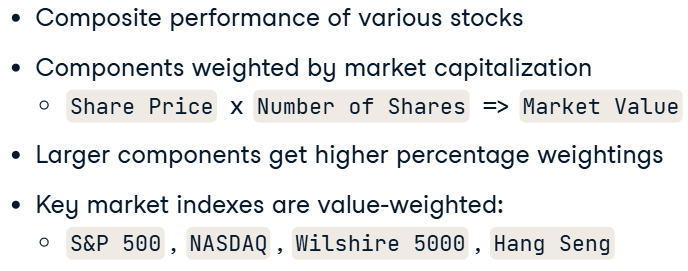 • Composite performance of various stocks
• Components weighted by market capitalization
○ Share Price x Number of Shares => Market Value
• Larger components get higher percentage weightings
• Key market indexes are value-weighted:
○ S&P 500 , NASDAQ , Wilshire 5000 , Hang Seng